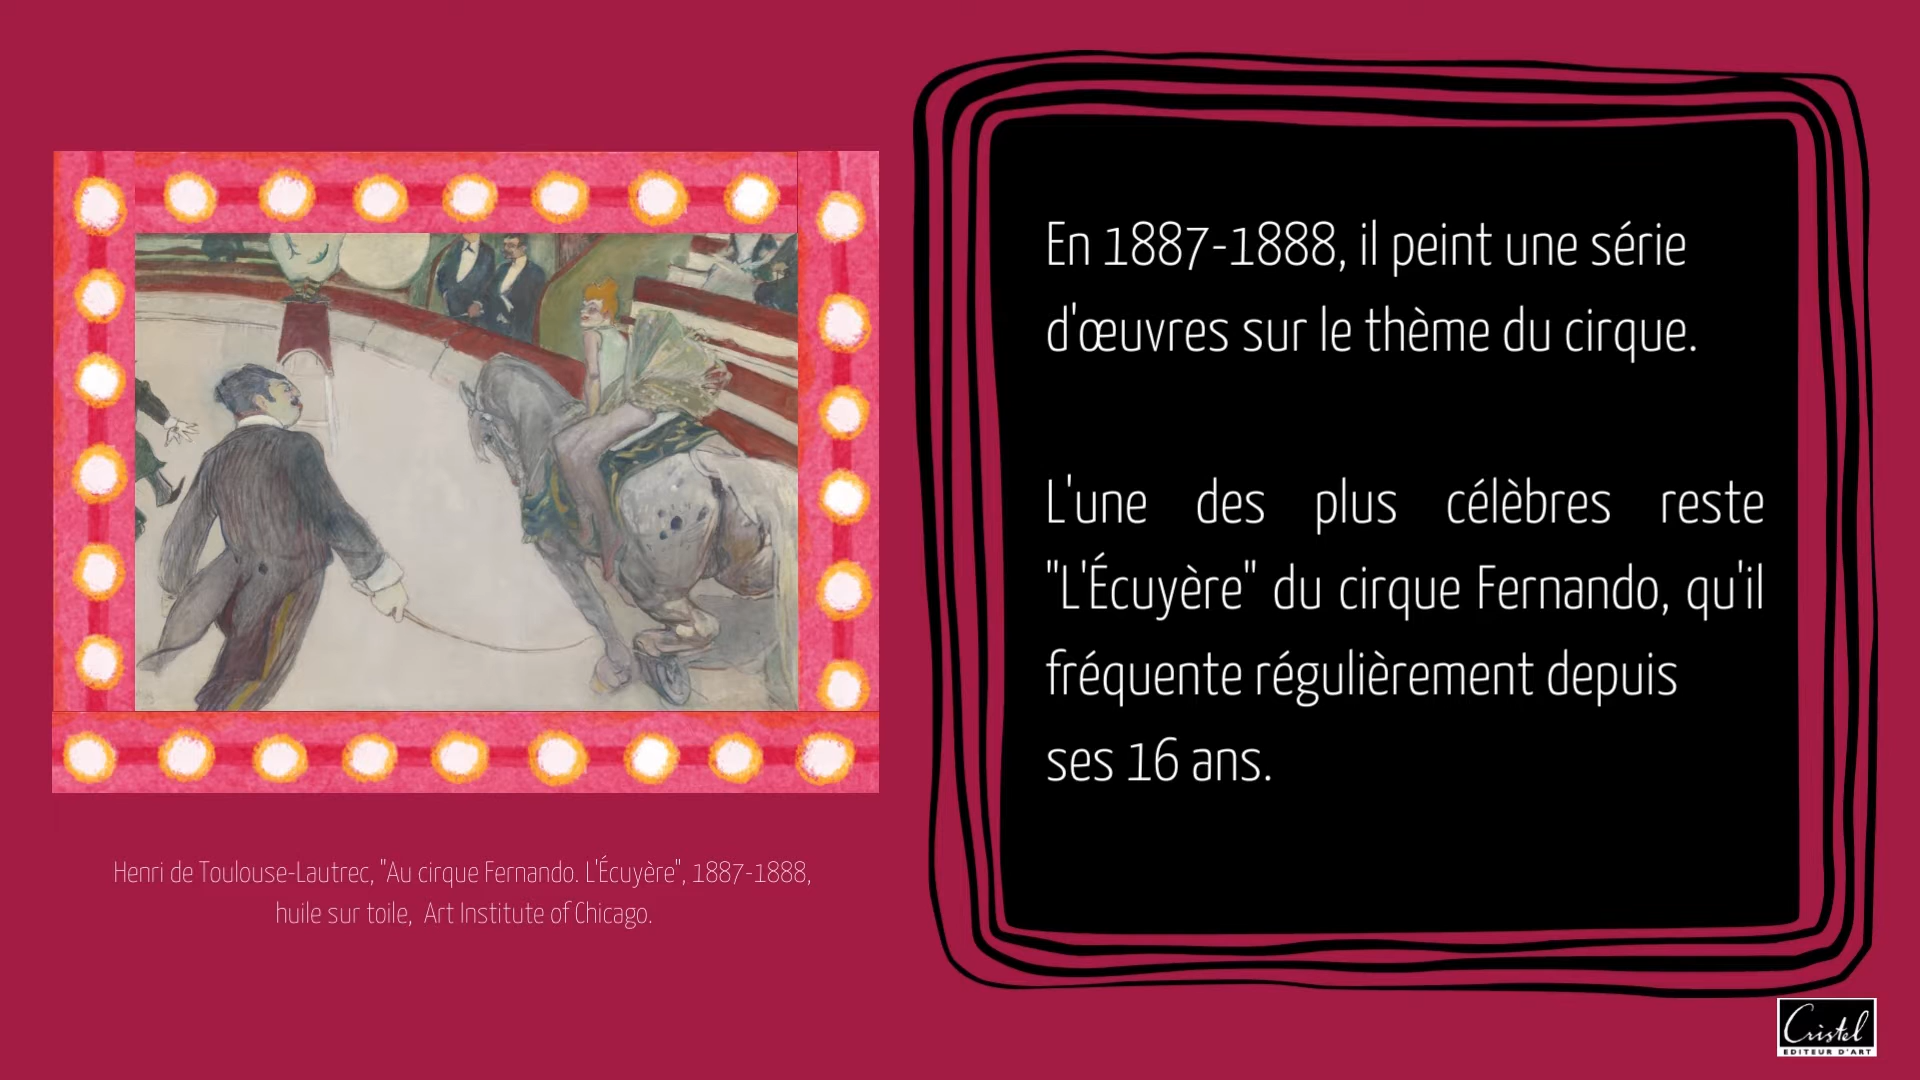 En 1887-1888, il peint une série
d'œuvres sur le thème du cirque.
L'une des plus célèbres reste
"L'Écuyère" du cirque Fernando, qu'il
fréquente régulièrement depuis
ses 16 ans.
Henri de Toulouse-Lautrec, "Au cirque Fernando. L'Écuyère", 1887-1888,
huile sur toile, Art Institute of Chicago.
Cristel
EDITEUR D'ART